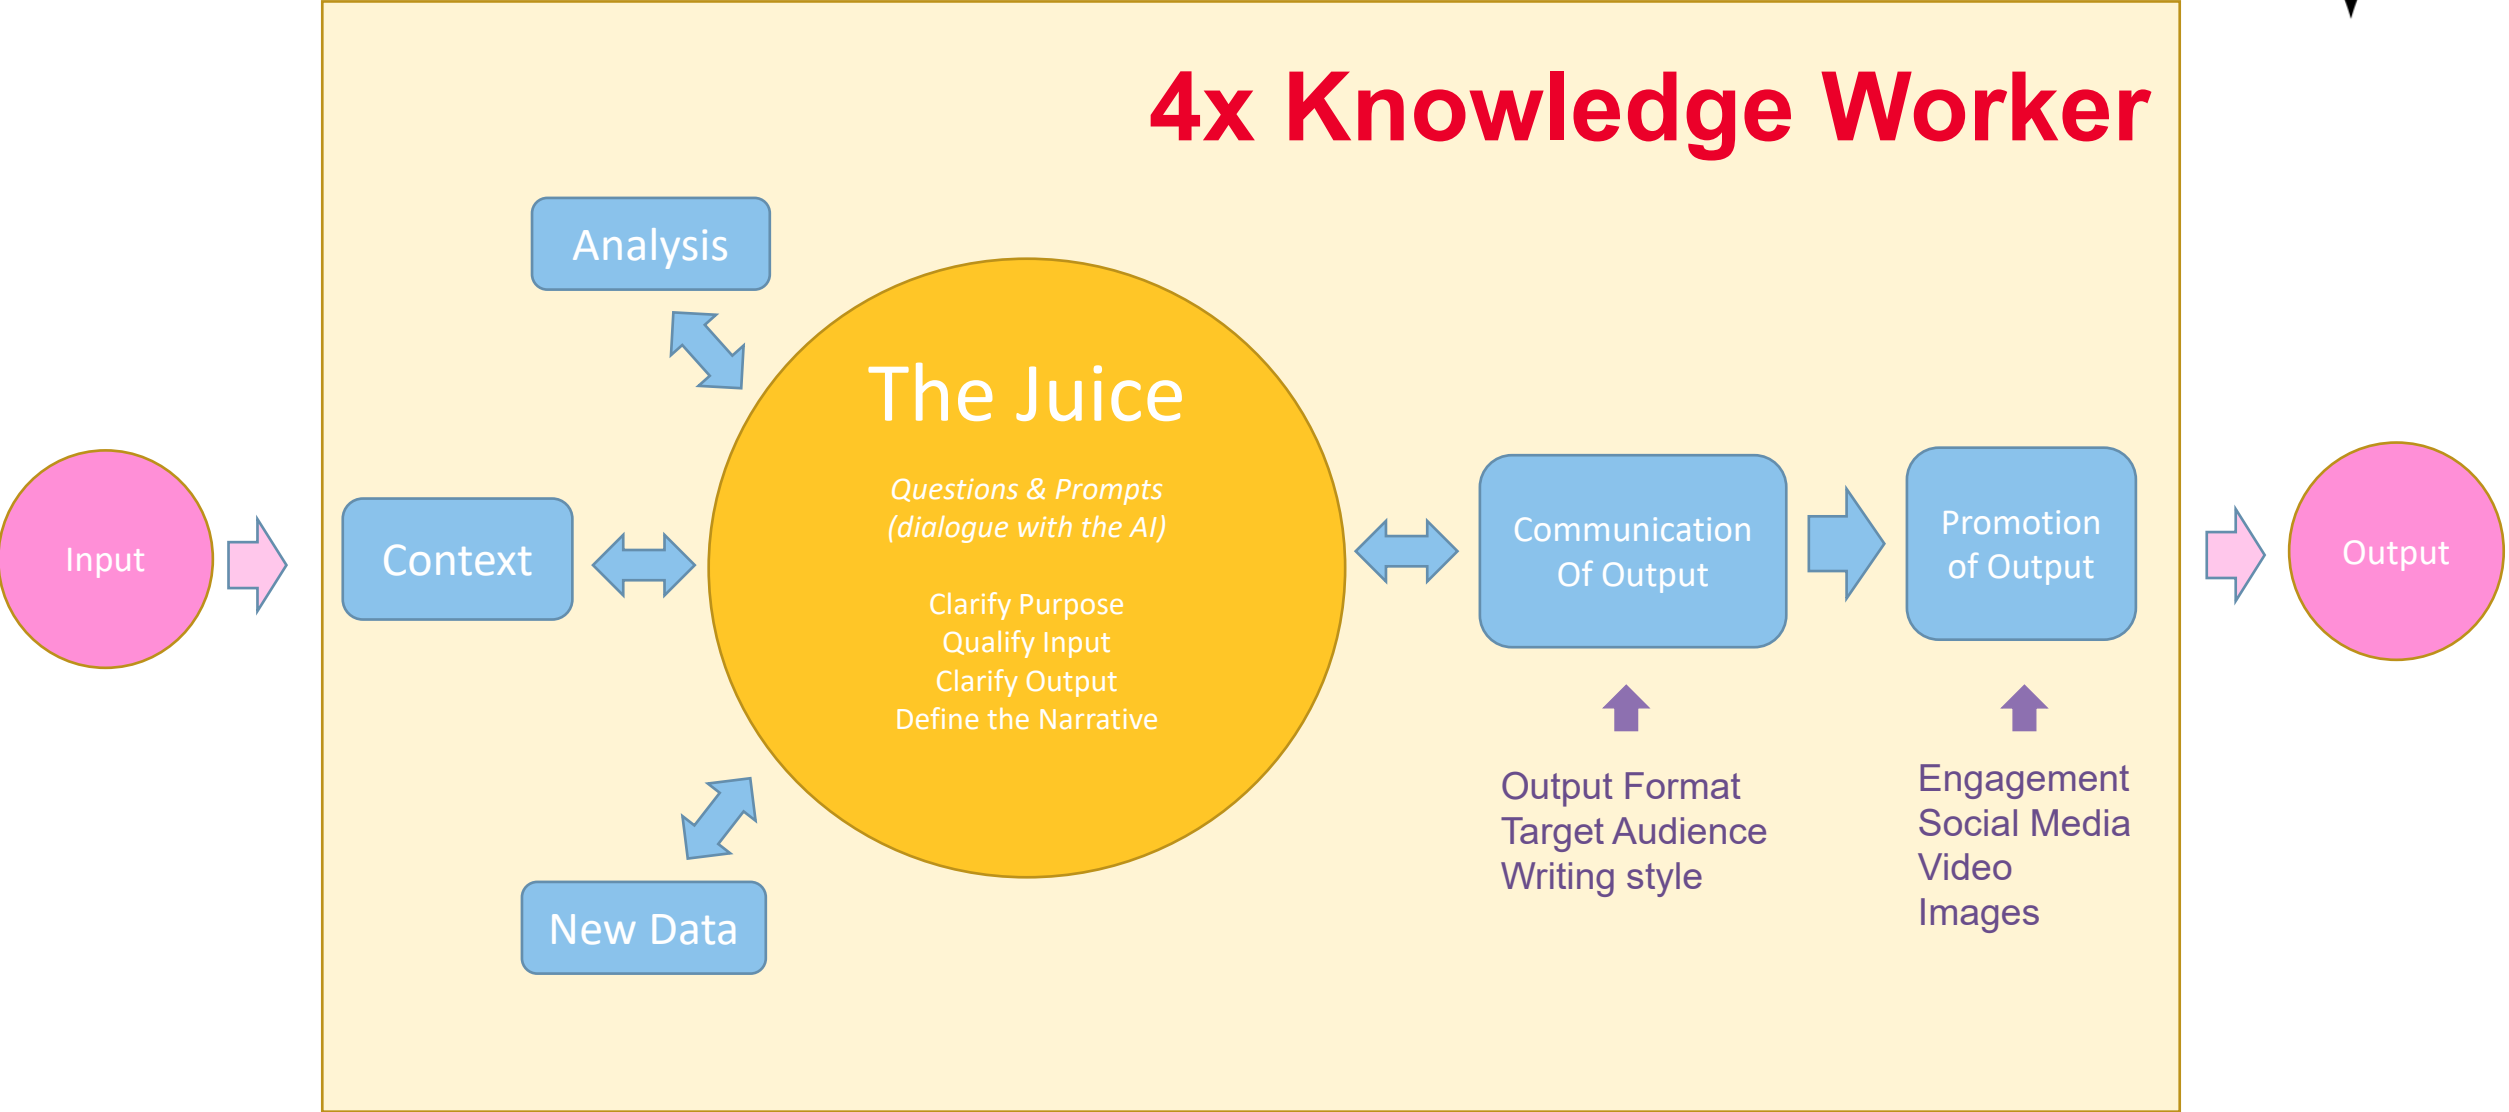 4x Knowledge Worker
Analysis
The Juice
Questions & Prompts
(dialogue with the AI)
Clarify Purpose
Qualify Input
Clarify Output
Define the Narrative
Input
Context
New Data
Communication
Of Output
Promotion
of Output
Output
Output Format
Target Audience
Writing style
Engagement
Social Media
Video
Images